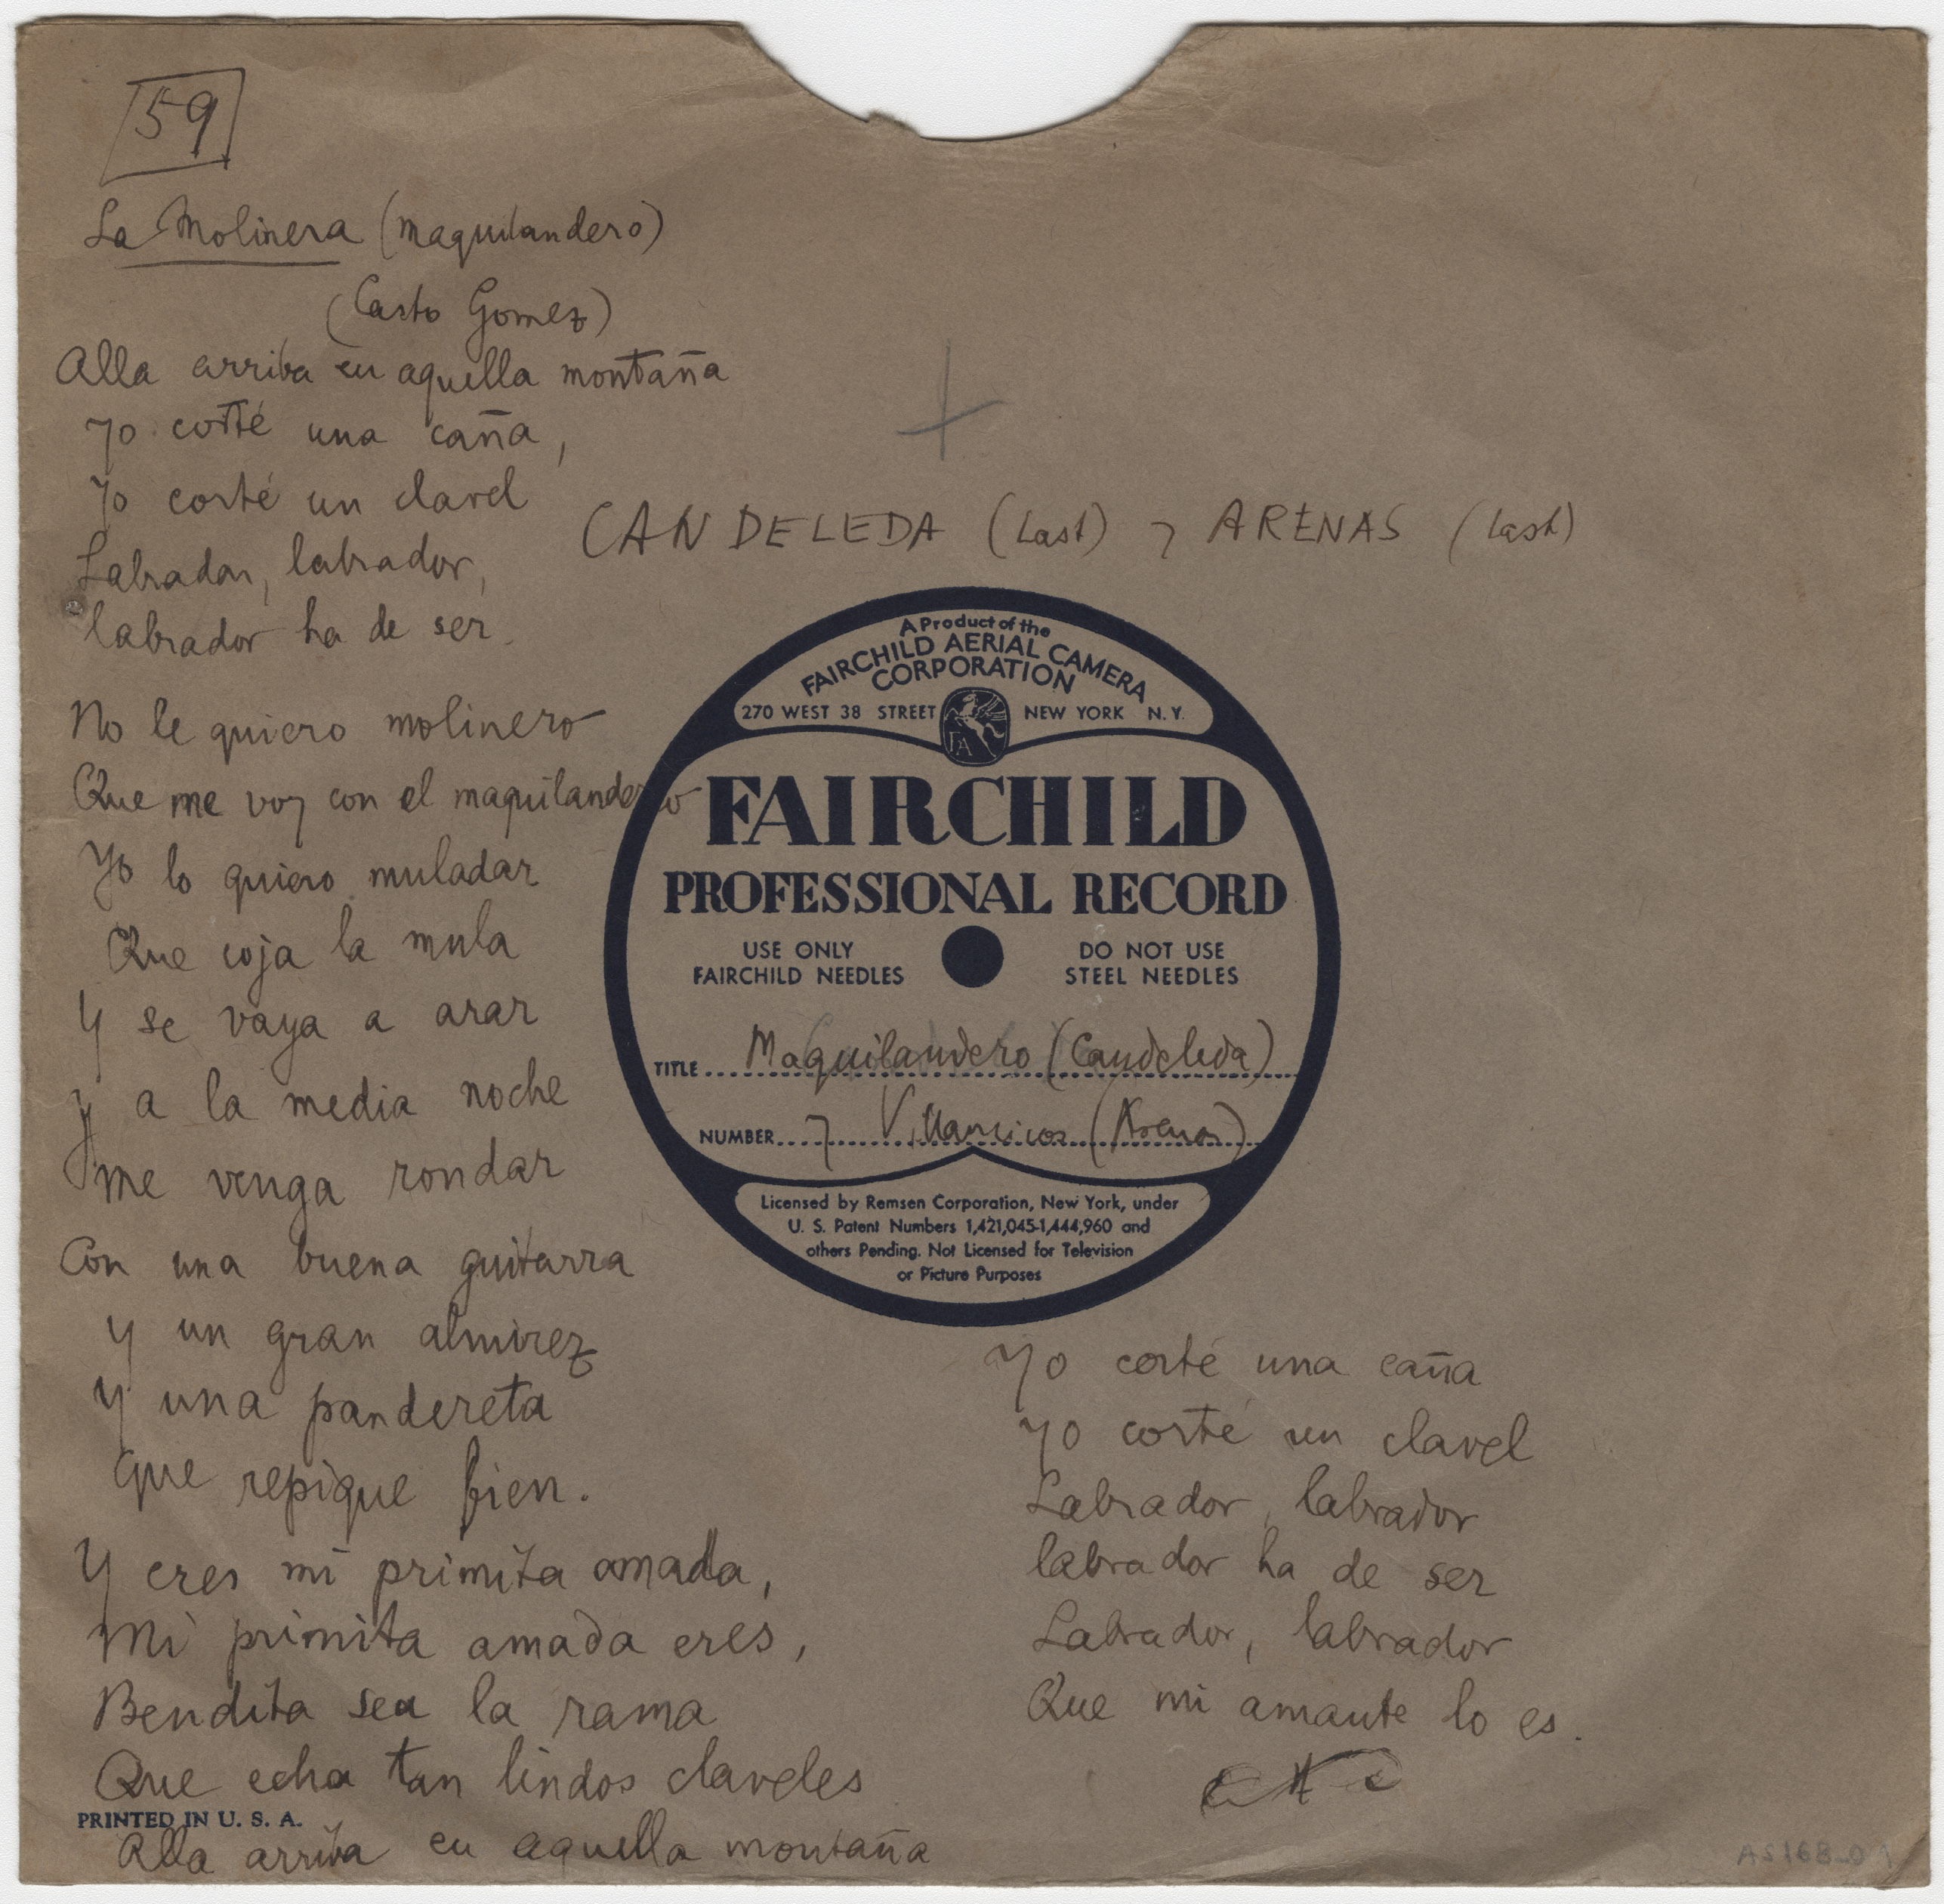 59
La Molinera (maquilandero)
(Casto Gomez)
Alla arriba en aquella montaña
yo corté una caña,
yo corté un clavel
Labrador, labrador,
labrador ha de ser.
No le quiero molinero
Que me voy con el maquilandero
Yo lo quiero muladar
Que coja la mula
Y se vaya a arar
y a la media noche
me venga rondar
Con una buena guitarra
y un gran almirez
y una pandereta
que repique bien.
Y eres mi primita amada,
Mi primita amada eres,
Bendita sea la rama
Que echa tan lindos claveles
PRINTED IN U. S. A.
Alla arriba en aquella montaña
CANDELEDA (last) y ARENAS (last)
A Product of the
FAIRCHILD AERIAL CAMERA
CORPORATION
270 WEST 38 STREET NEW YORK N.Y.
FA
FAIRCHILD
PROFESSIONAL RECORD
USE ONLY
FAIRCHILD NEEDLES
DO NOT USE
STEEL NEEDLES
TITLE Maquilandero (Candeleda)
NUMBER y Villancicos (Arenas)
Licensed by Remsen Corporation, New York, under
U. S. Patent Numbers 1,421,045-1,444,960 and
others Pending. Not Licensed for Television
or Picture Purposes
Yo corté una caña
yo corté un clavel
Labrador, labrador
labrador ha de ser
Labrador, labrador
Que mi amante lo es.